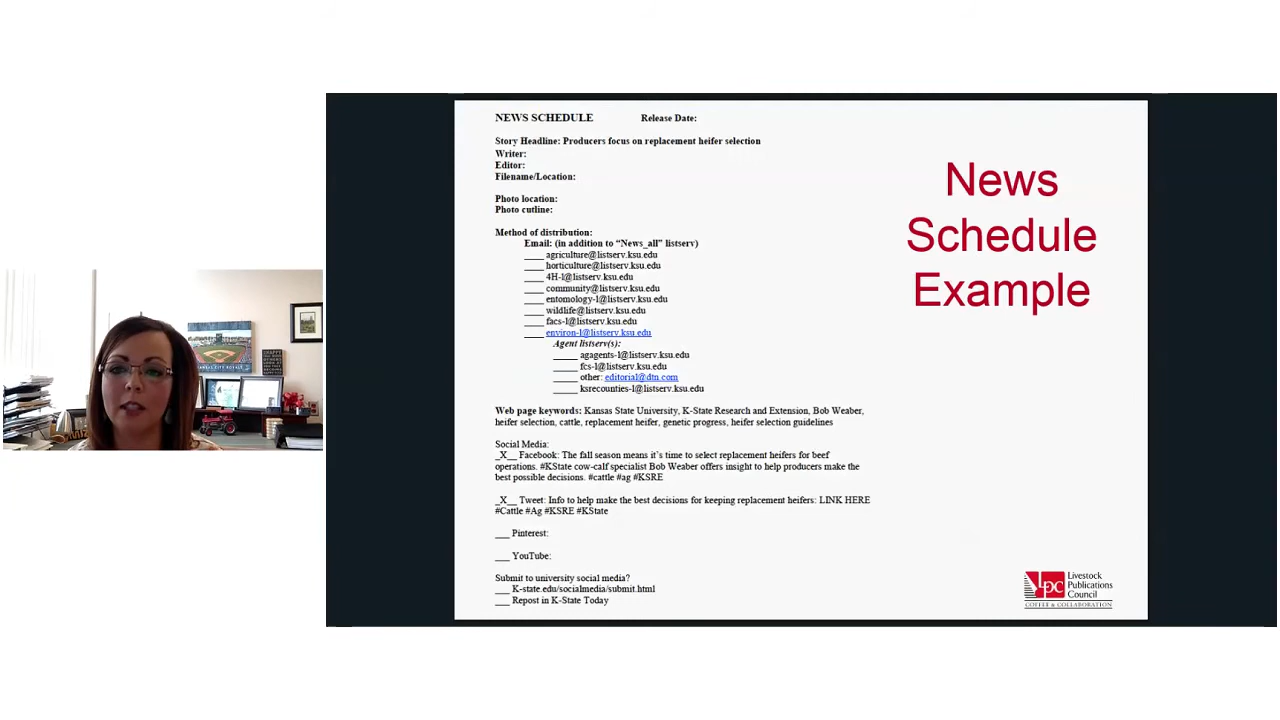 NEWS SCHEDULE Release Date:
Story Headline: Producers focus on replacement heifer selection
Writer:
Editor:
Filename/Location:
Photo location:
Photo cutline:
Method of distribution:
Email: (in addition to “News_all” listserv)
____ agriculture@listserv.ksu.edu
____ horticulture@listserv.ksu.edu
____ 4H-l@listserv.ksu.edu
____ community@listserv.ksu.edu
____ entomology-l@listserv.ksu.edu
____ wildlife@listserv.ksu.edu
____ facs-l@listserv.ksu.edu
____ environ-l@listserv.ksu.edu
Agent listserv(s):
_____ agagents-l@listserv.ksu.edu
_____ fcs-l@listserv.ksu.edu
_____ other: editorial@dtn.com
_____ ksrecounties-l@listserv.ksu.edu
Web page keywords: Kansas State University, K-State Research and Extension, Bob Weaber,
heifer selection, cattle, replacement heifer, genetic progress, heifer selection guidelines
Social Media:
_X__ Facebook: The fall season means it’s time to select replacement heifers for beef
operations. #KState cow-calf specialist Bob Weaber offers insight to help producers make the
best possible decisions. #cattle #ag #KSRE
_X__ Tweet: Info to help make the best decisions for keeping replacement heifers: LINK HERE
#Cattle #Ag #KSRE #KState
___ Pinterest:
___ YouTube:
Submit to university social media?
___ K-state.edu/socialmedia/submit.html
___ Repost in K-State Today
News
Schedule
Example
LPC
Livestock
Publications
Council
COFFEE & COLLABORATION
KANSAS CITY ROYALS